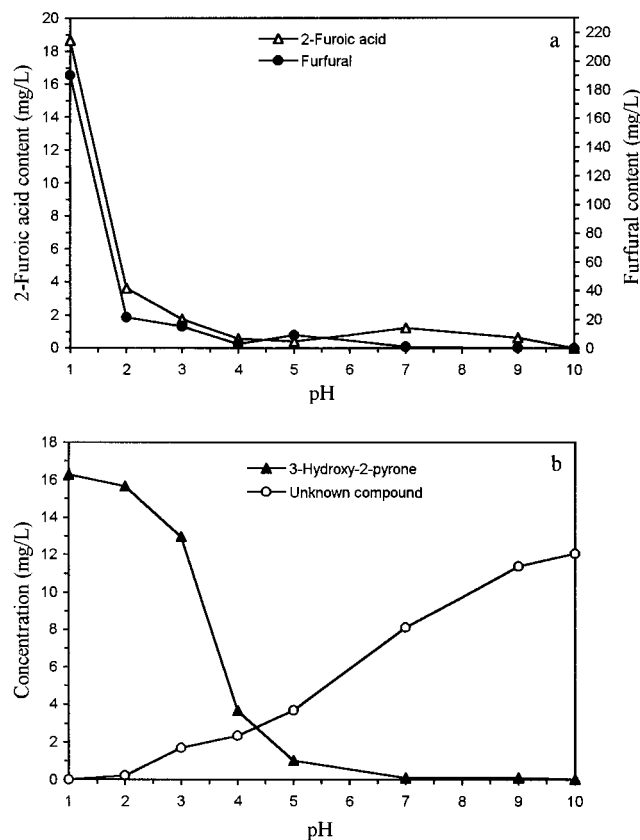 a
2-Furoic acid
Furfural
2-Furoic acid content (mg/L)
20
18
16
14
12
10
8
6
4
2
0
Furfural content (mg/L)
220
200
180
160
140
120
100
80
60
40
20
0
1 2 3 4 5 6 7 8 9 10
pH
b
3-Hydroxy-2-pyrone
Unknown compound
Concentration (mg/L)
18
16
14
12
10
8
6
4
2
0
1 2 3 4 5 6 7 8 9 10
pH